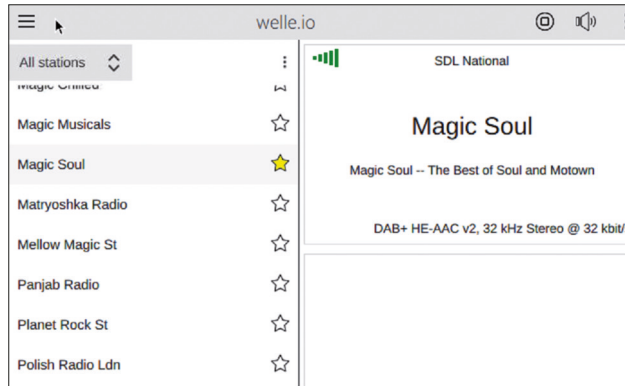 welle.io
All stations
Magic Chilled
Magic Musicals
Magic Soul
Matryoshka Radio
Mellow Magic St
Panjab Radio
Planet Rock St
Polish Radio Ldn
SDL National
Magic Soul
Magic Soul -- The Best of Soul and Motown
DAB+ HE-AAC v2, 32 kHz Stereo @ 32 kbit/